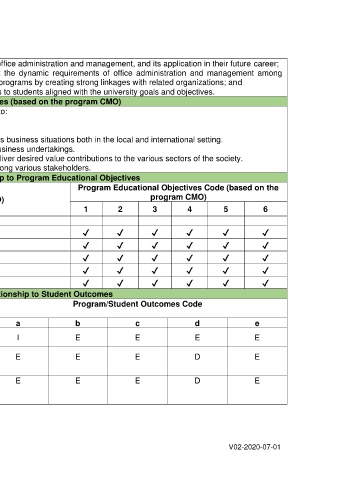 office administration and management, and its application in their future career;
the dynamic requirements of office administration and management among
programs by creating strong linkages with related organizations; and
to students aligned with the university goals and objectives.
(based on the program CMO)
business situations both in the local and international setting.
undertakings.
desired value contributions to the various sectors of the society.
various stakeholders.
to Program Educational Objectives
Program Educational Objectives Code (based on the
program CMO)
1 2 3 4 5 6
✓ ✓ ✓ ✓ ✓ ✓
✓ ✓ ✓ ✓ ✓ ✓
✓ ✓ ✓ ✓ ✓ ✓
✓ ✓ ✓ ✓ ✓ ✓
✓ ✓ ✓ ✓ ✓ ✓
to Student Outcomes
Program/Student Outcomes Code
a b c d e
I E E E E
E E E D E
E E E D E
V02-2020-07-01